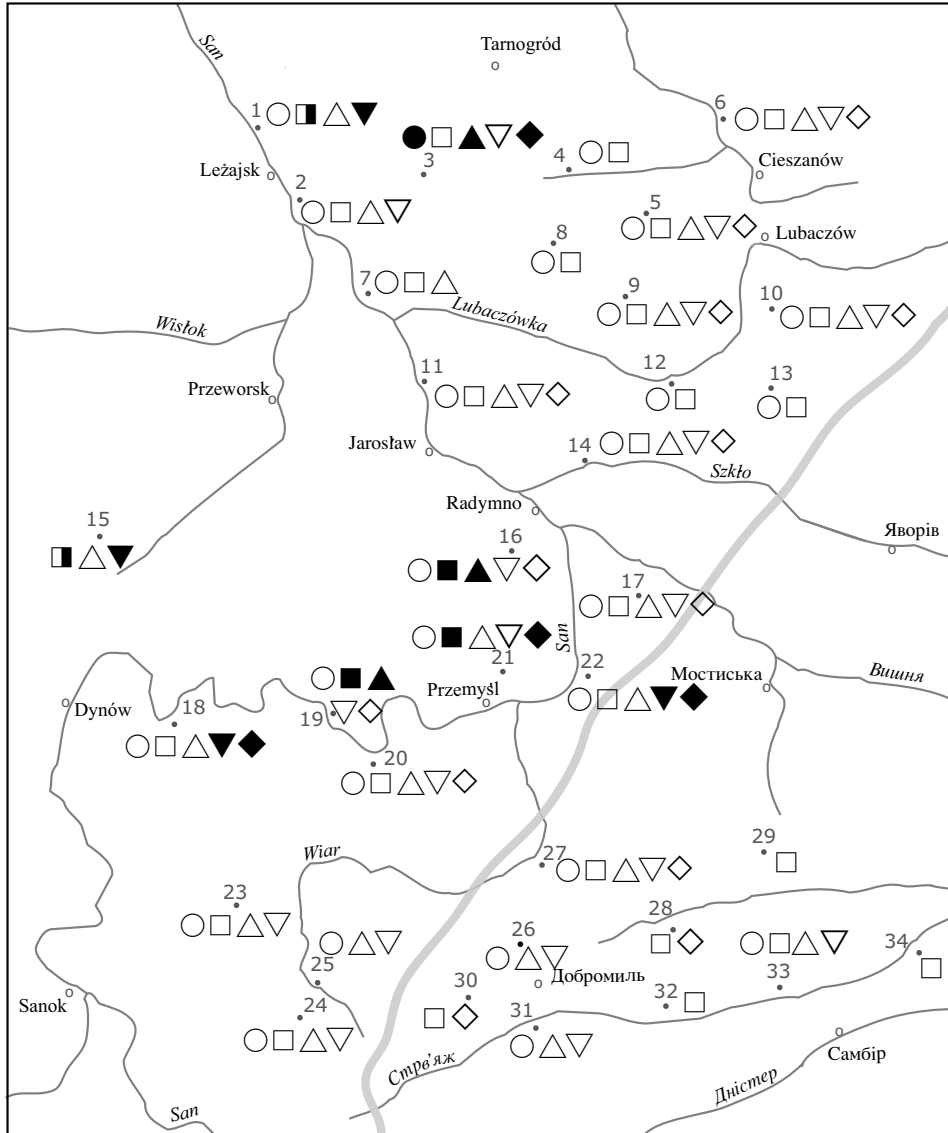 San
Tarnogród
1
6
3
4
Cieszanów
Leżajsk
2
5
8
Lubaczów
7
9
10
Lubaczówka
Wisłok
11
12
13
Przeworsk
14
Jarosław
Szkło
Radymno
15
16
Яворів
17
San
21
22
Мостиська
Вишня
Przemyśl
Dynów
18
19
20
29
Wiar
27
23
28
26
34
25
Добромиль
33
Sanok
30
32
24
31
Стрв’яж
Самбір
Дністер
San